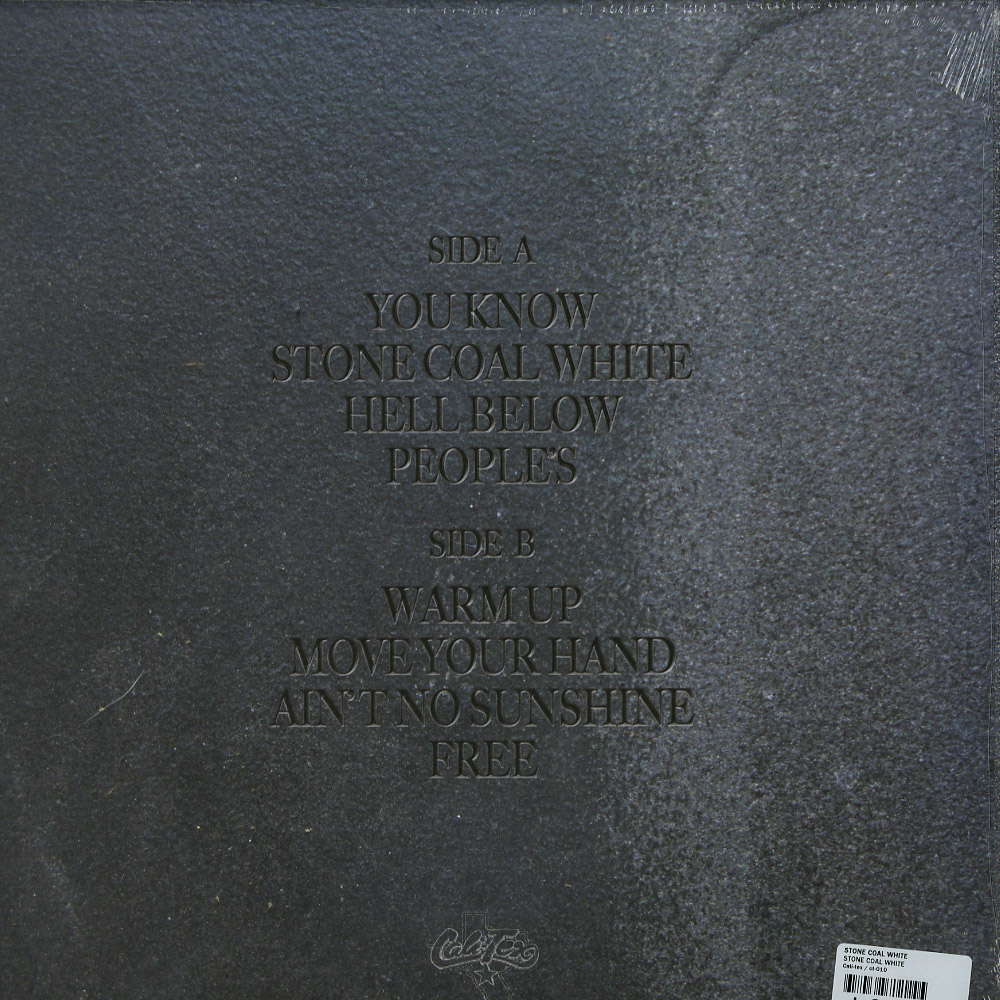 SIDE A
YOU KNOW
STONE COAL WHITE
HELL BELOW
PEOPLE'S
SIDE B
WARM UP
MOVE YOUR HAND
AIN'T NO SUNSHINE
FREE
Cali-Tex
STONE COAL WHITE
STONE COAL WHITE
Cali-tex / ct-010